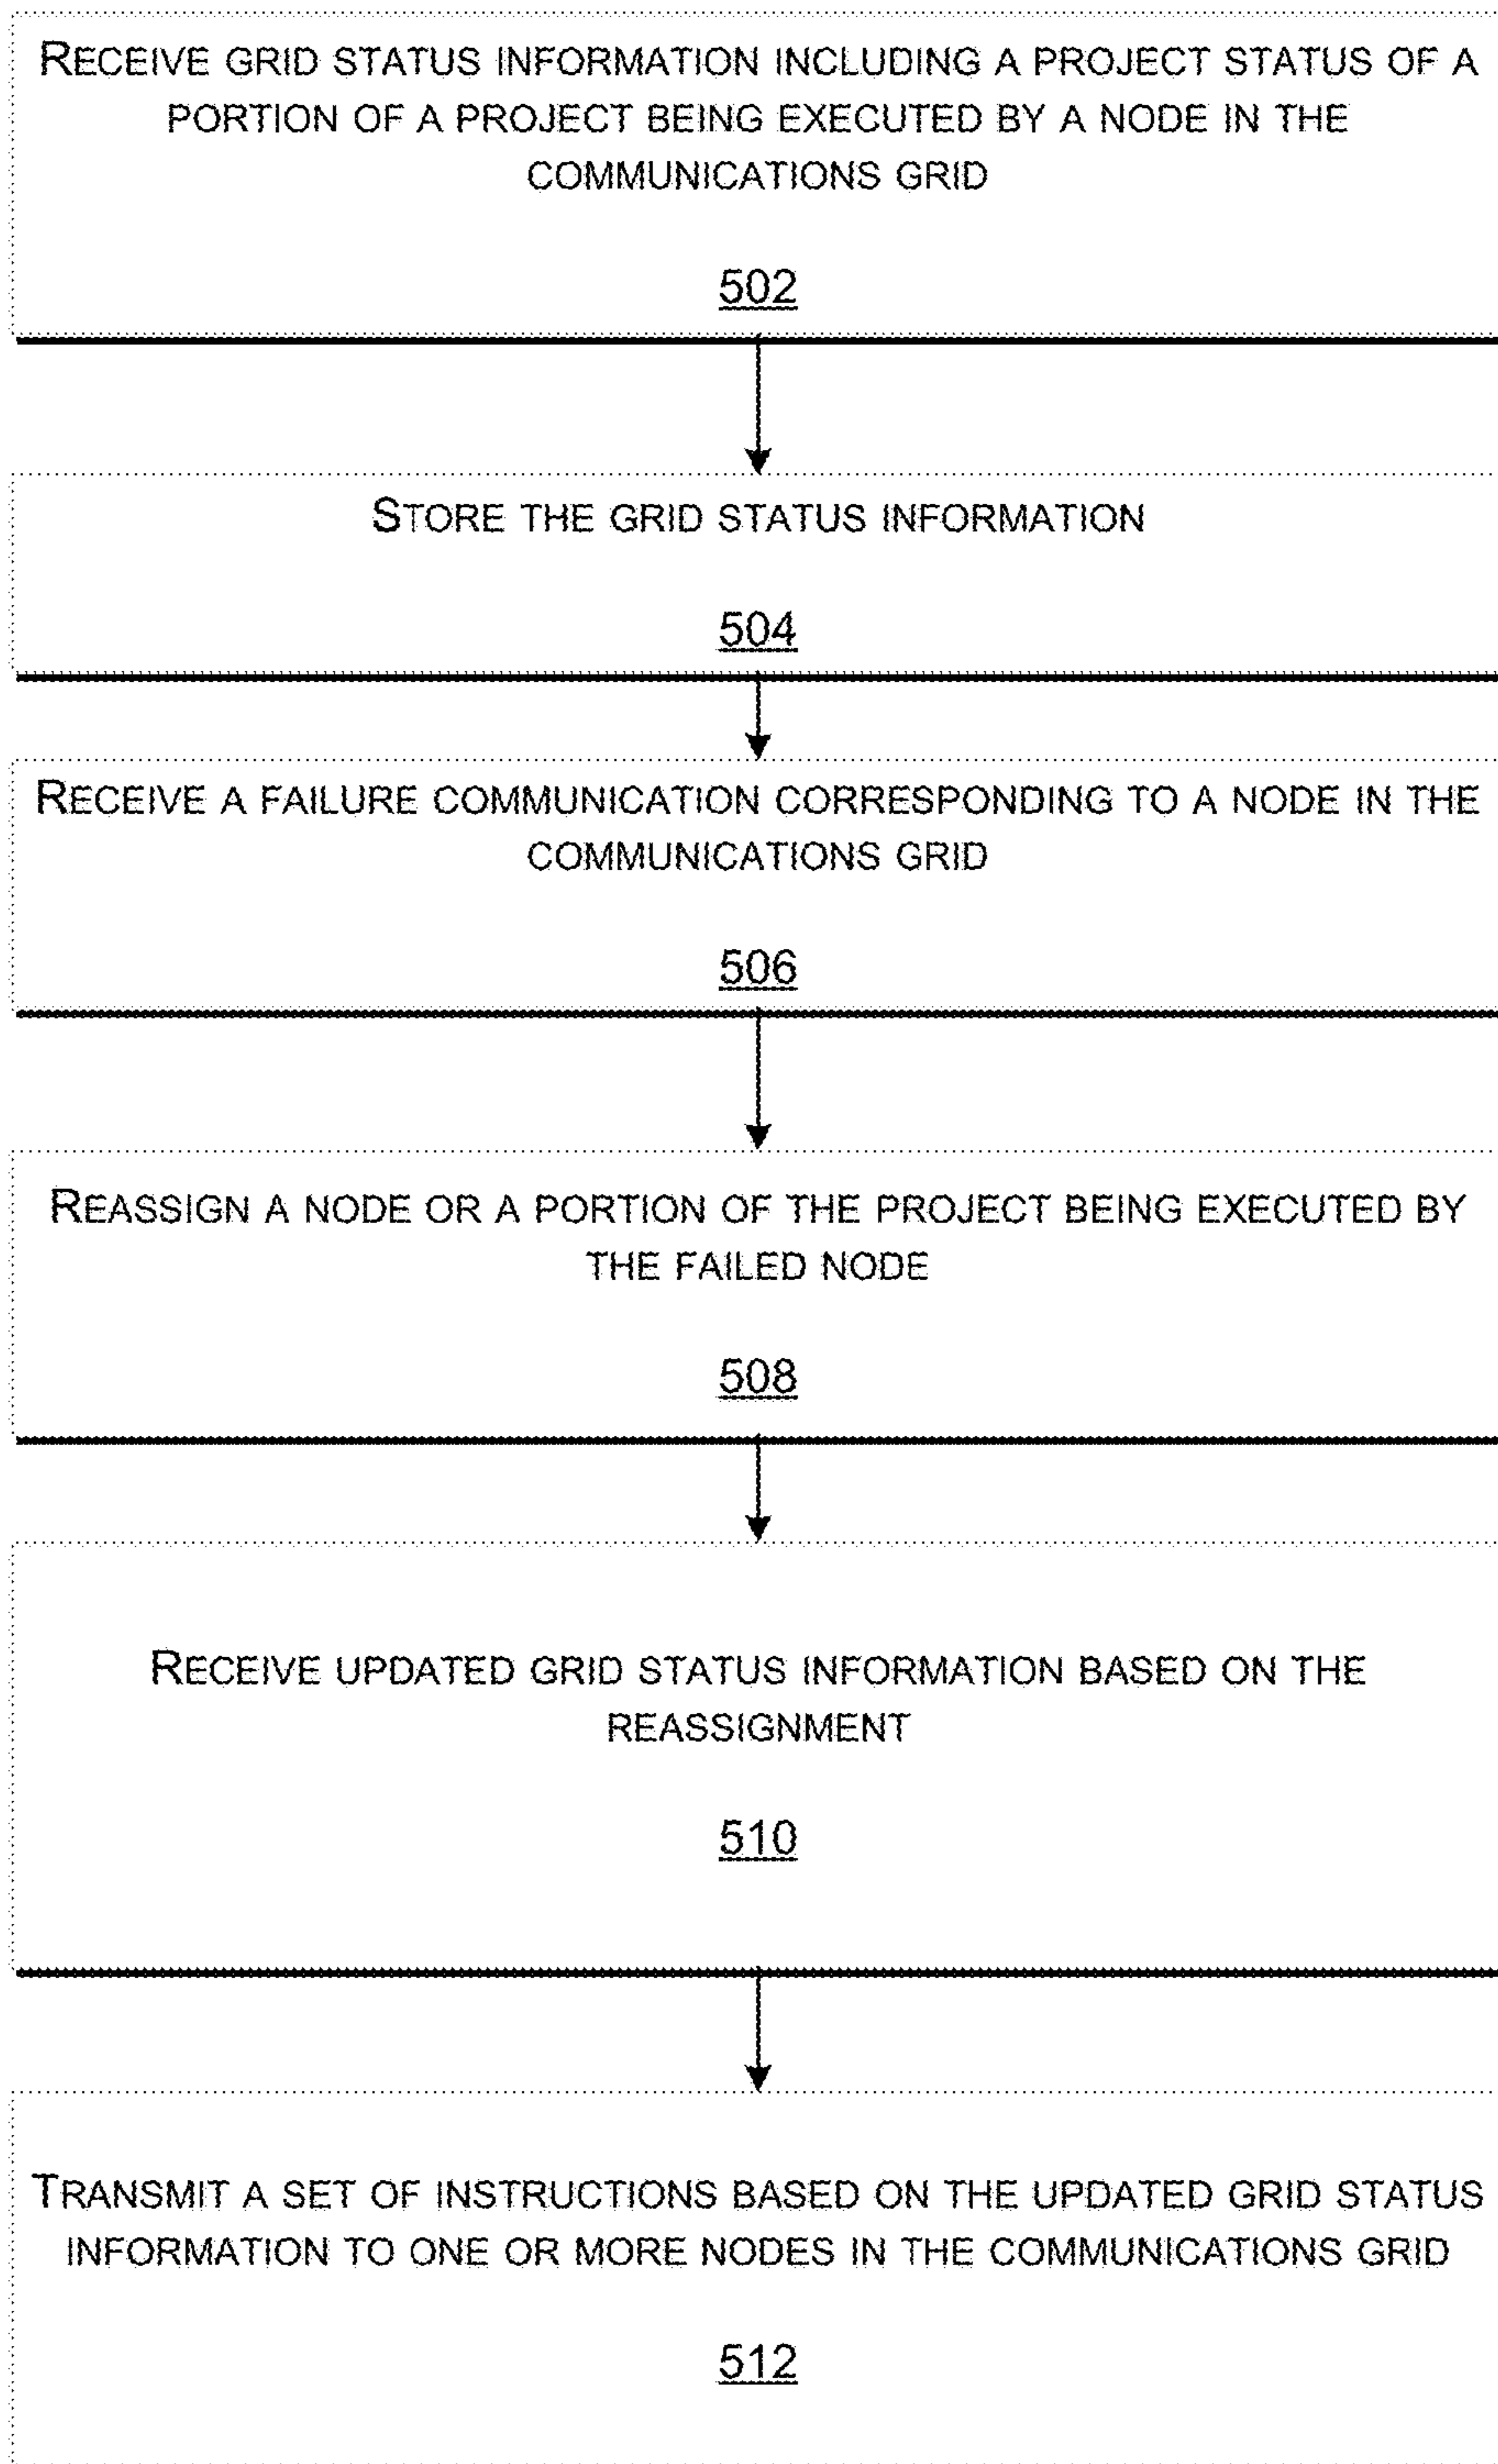 RECEIVE GRID STATUS INFORMATION INCLUDING A PROJECT STATUS OF A
PORTION OF A PROJECT BEING EXECUTED BY A NODE IN THE
COMMUNICATIONS GRID
502
STORE THE GRID STATUS INFORMATION
504
RECEIVE A FAILURE COMMUNICATION CORRESPONDING TO A NODE IN THE
COMMUNICATIONS GRID
506
REASSIGN A NODE OR A PORTION OF THE PROJECT BEING EXECUTED BY
THE FAILED NODE
508
RECEIVE UPDATED GRID STATUS INFORMATION BASED ON THE
REASSIGNMENT
510
TRANSMIT A SET OF INSTRUCTIONS BASED ON THE UPDATED GRID STATUS
INFORMATION TO ONE OR MORE NODES IN THE COMMUNICATIONS GRID
512